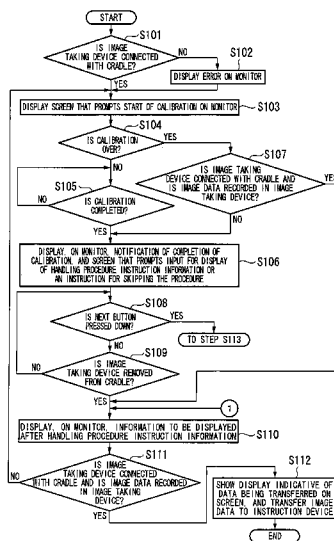 START
S101
IS IMAGE
TAKING DEVICE CONNECTED
WITH CRADLE?
NO
S102
DISPLAY ERROR ON MONITOR
YES
S103
DISPLAY SCREEN THAT PROMPTS START OF CALIBRATION ON MONITOR
S104
IS CALIBRATION
OVER?
YES
S107
NO
IS IMAGE TAKING
DEVICE CONNECTED WITH CRADLE AND
IS IMAGE DATA RECORDED IN IMAGE
TAKING DEVICE?
YES
S105
NO
IS CALIBRATION
COMPLETED?
NO
YES
S106
DISPLAY, ON MONITOR, NOTIFICATION OF COMPLETION OF
CALIBRATION, AND SCREEN THAT PROMPTS INPUT FOR DISPLAY
OF HANDLING PROCEDURE INSTRUCTION INFORMATION OR
AN INSTRUCTION FOR SKIPPING THE PROCEDURE
S108
IS NEXT BUTTON
PRESSED DOWN?
YES
TO STEP S113
NO
S109
NO
IS IMAGE
TAKING DEVICE REMOVED
FROM CRADLE?
YES
1
DISPLAY, ON MONITOR, INFORMATION TO BE DISPLAYED
AFTER HANDLING PROCEDURE INSTRUCTION INFORMATION
S110
S111
IS IMAGE
TAKING DEVICE CONNECTED
WITH CRADLE AND IS IMAGE DATA RECORDED
IN IMAGE TAKING
DEVICE?
NO
YES
S112
SHOW DISPLAY INDICATIVE OF
DATA BEING TRANSFERRED ON
SCREEN, AND TRANSFER IMAGE
DATA TO INSTRUCTION DEVICE
END